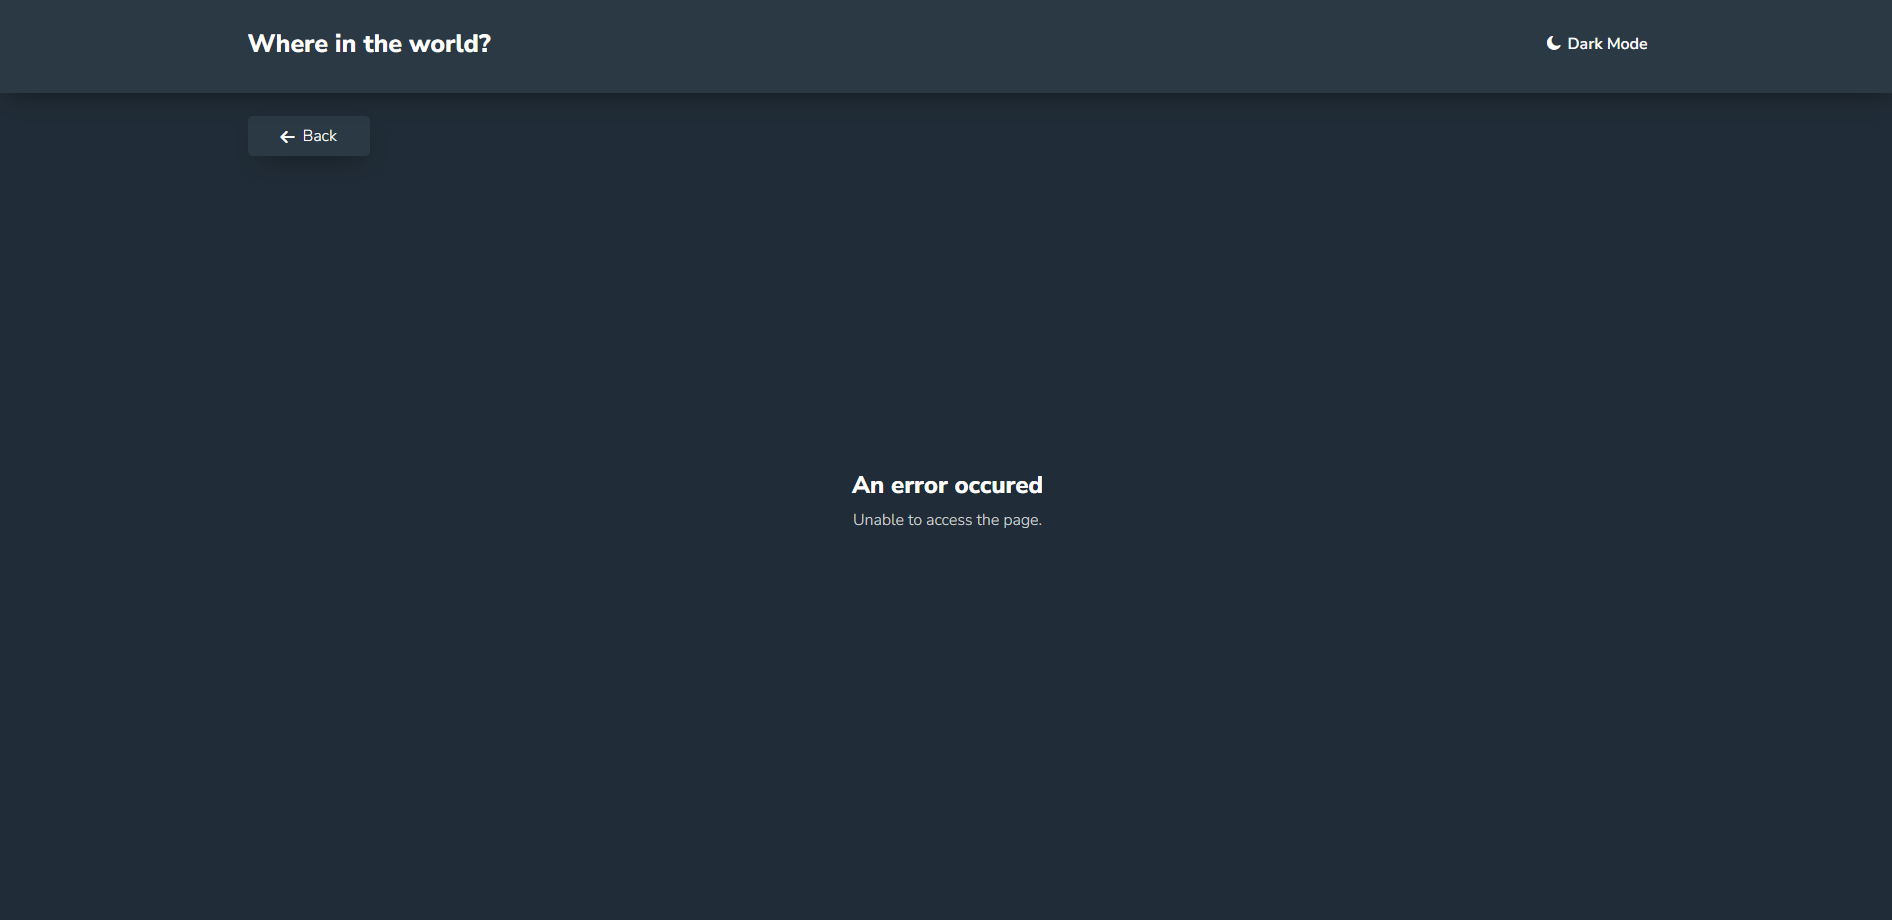 Where in the world?
Dark Mode
Back
An error occured
Unable to access the page.